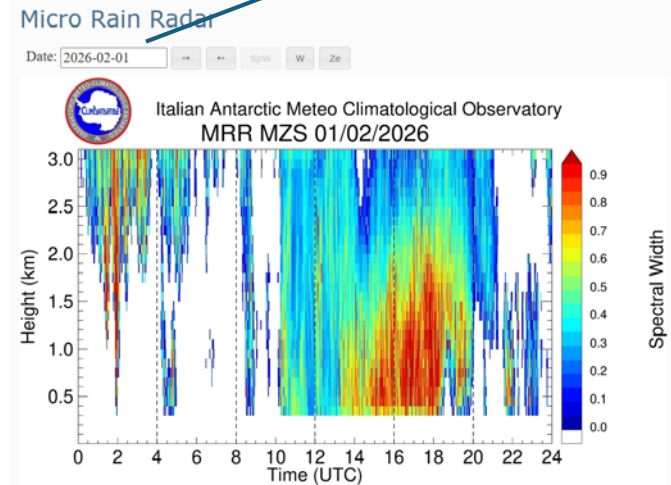 Micro Rain Radar
Date: 2026-02-01
SpW W Ze
Italian Antarctic Meteo Climatological Observatory
MRR MZS 01/02/2026
3.0
2.5
2.0
1.5
1.0
0.5
Height (km)
0 2 4 6 8 10 12 14 16 18 20 22 24
Time (UTC)
0.9
0.8
0.7
0.6
0.5
0.4
0.3
0.2
0.1
0.0
Spectral Width